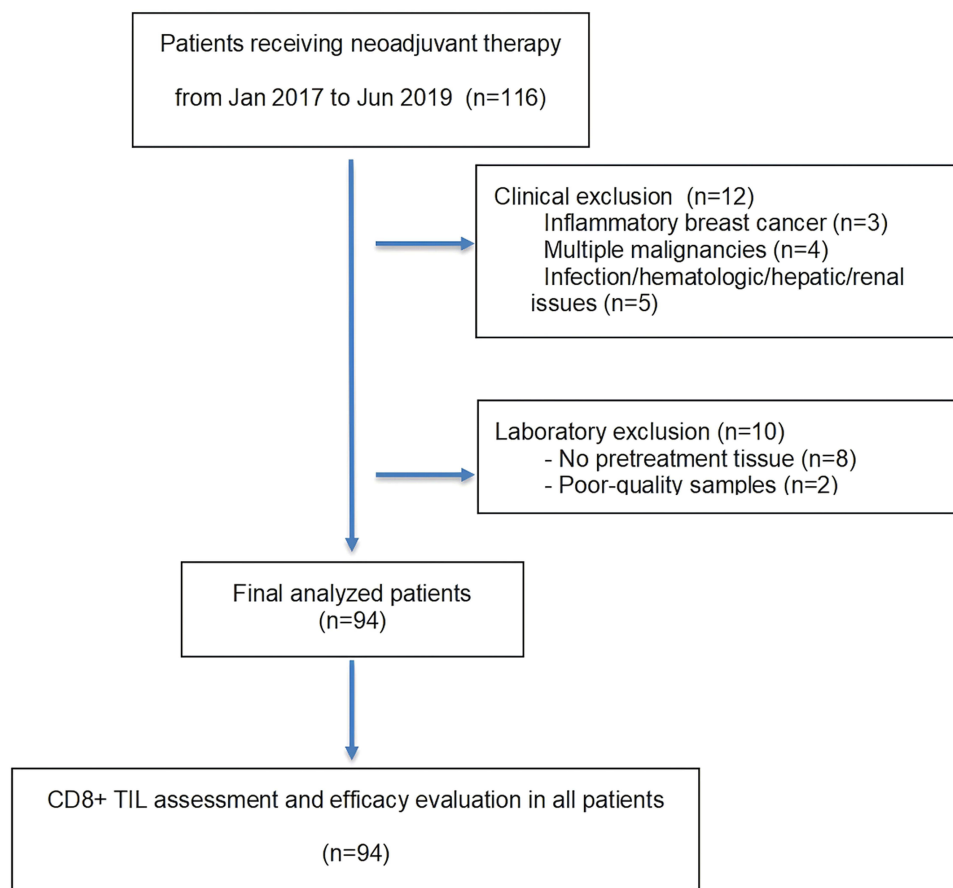 Patients receiving neoadjuvant therapy
from Jan 2017 to Jun 2019 (n=116)
Clinical exclusion (n=12)
Inflammatory breast cancer (n=3)
Multiple malignancies (n=4)
Infection/hematologic/hepatic/renal
issues (n=5)
Laboratory exclusion (n=10)
- No pretreatment tissue (n=8)
- Poor-quality samples (n=2)
Final analyzed patients
(n=94)
CD8+ TIL assessment and efficacy evaluation in all patients
(n=94)